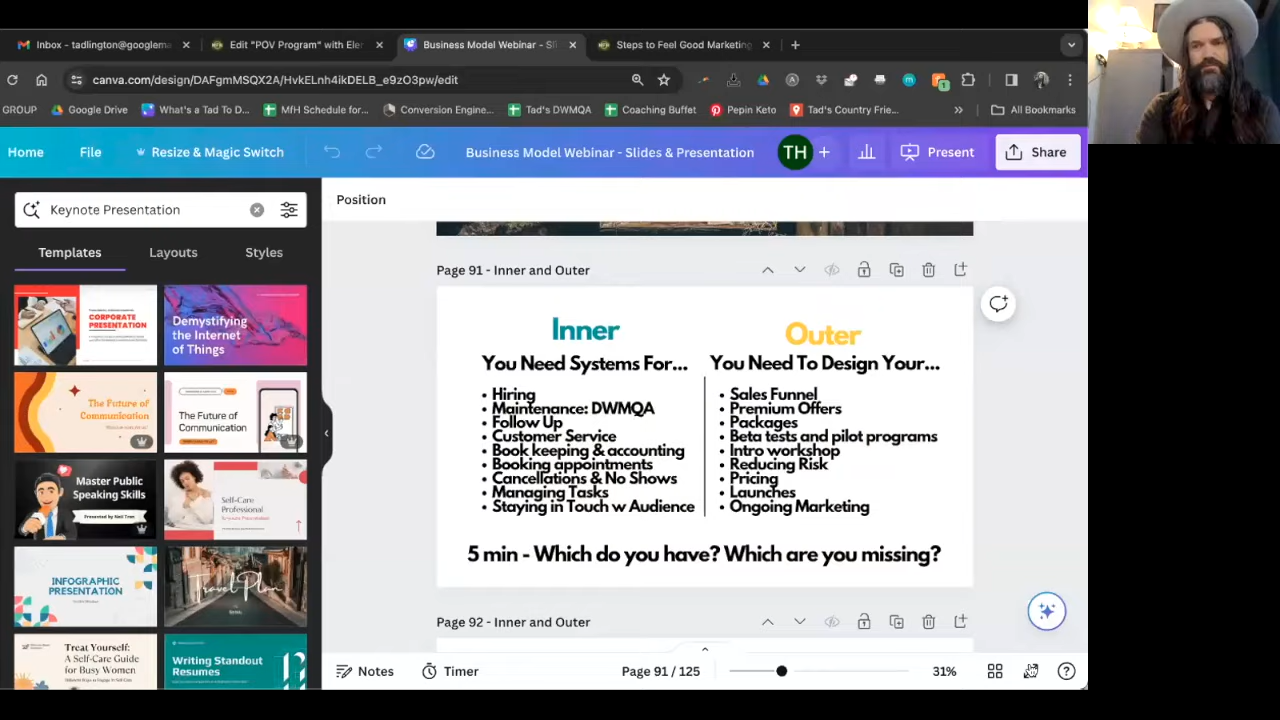 Inbox - tadlington@googlema
Edit "POV Program" with Eler
Business Model Webinar - Sli
Steps to Feel Good Marketing
canva.com/design/DAFgmMSQX2A/HvkELnh4ikDELB_e9zO3pw/edit
GROUP
Google Drive
What's a Tad To D...
MfH Schedule for...
Conversion Engine...
Tad's DWMQA
Coaching Buffet
Pepin Keto
Tad's Country Frie...
All Bookmarks
Home
File
Resize & Magic Switch
Business Model Webinar - Slides & Presentation
TH
Present
Share
Keynote Presentation
Position
Templates
Layouts
Styles
CORPORATE
PRESENTATION
Demystifying
the Internet
of Things
The Future of
Communication
The Future of
Communication
Master Public
Speaking Skills
Self-Care
Professional
INFOGRAPHIC
PRESENTATION
Travel Plan
Treat Yourself:
A Self-Care Guide
for Busy Women
Writing Standout
Resumes
Page 91 - Inner and Outer
Inner
You Need Systems For...
• Hiring
• Maintenance: DWMQA
• Follow Up
• Customer Service
• Book keeping & accounting
• Booking appointments
• Cancellations & No Shows
• Managing Tasks
• Staying in Touch w Audience
Outer
You Need To Design Your...
• Sales Funnel
• Premium Offers
• Packages
• Beta tests and pilot programs
• Intro workshop
• Reducing Risk
• Pricing
• Launches
• Ongoing Marketing
5 min - Which do you have? Which are you missing?
Page 92 - Inner and Outer
Notes
Timer
Page 91 / 125
31%